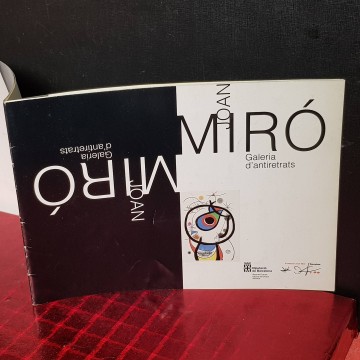 JOAN
MIRÓ
Galeria
d'antiretrats
JOAN
MIRÓ
Galeria
d'antiretrats
Diputació
de Barcelona